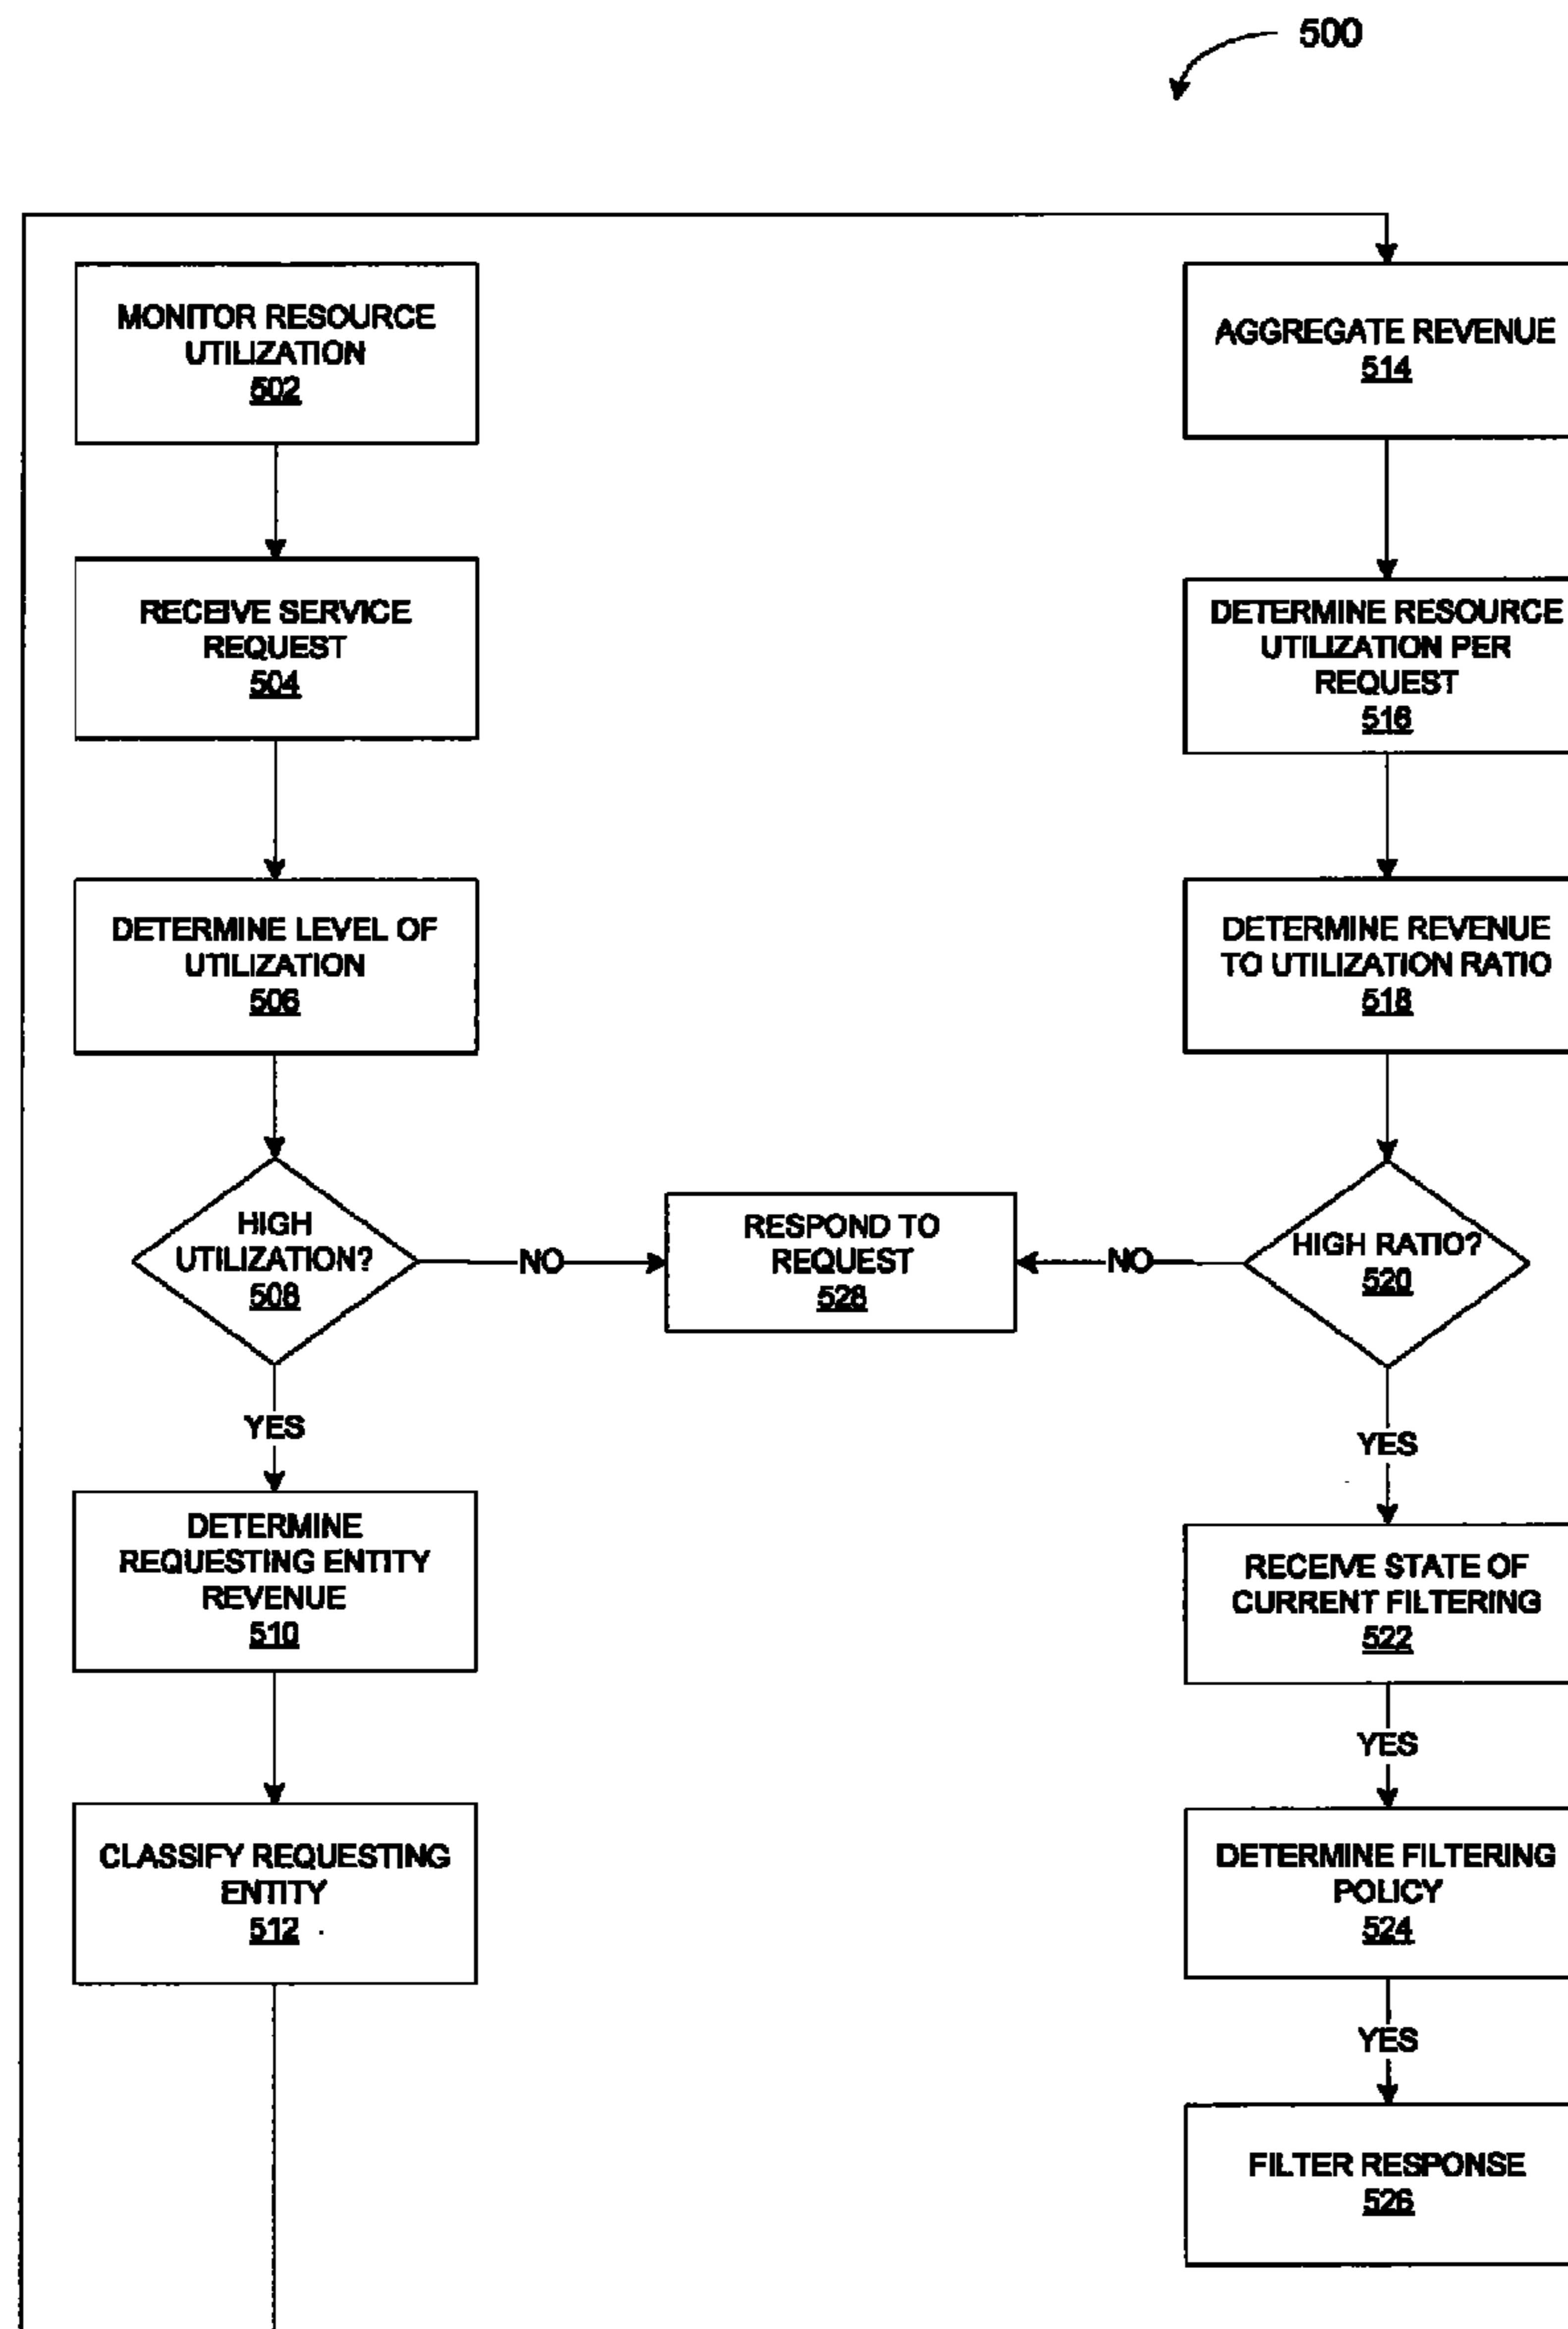 500
MONITOR RESOURCE
UTILIZATION
502
RECEIVE SERVICE
REQUEST
504
DETERMINE LEVEL OF
UTILIZATION
506
HIGH
UTILIZATION?
508
NO
YES
DETERMINE
REQUESTING ENTITY
REVENUE
510
CLASSIFY REQUESTING
ENTITY
512
RESPOND TO
REQUEST
528
AGGREGATE REVENUE
514
DETERMINE RESOURCE
UTILIZATION PER
REQUEST
516
DETERMINE REVENUE
TO UTILIZATION RATIO
518
HIGH RATIO?
520
NO
YES
RECEIVE STATE OF
CURRENT FILTERING
522
YES
DETERMINE FILTERING
POLICY
524
YES
FILTER RESPONSE
526